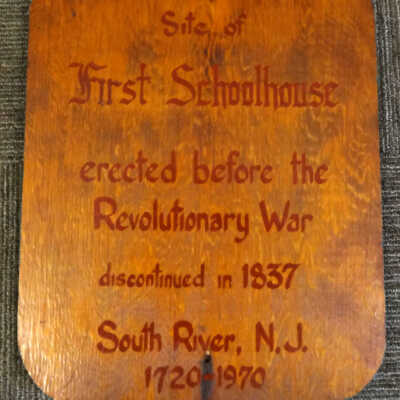 Site of
First Schoolhouse
erected before the
Revolutionary War
discontinued in 1837
South River, N.J.
1720-1970